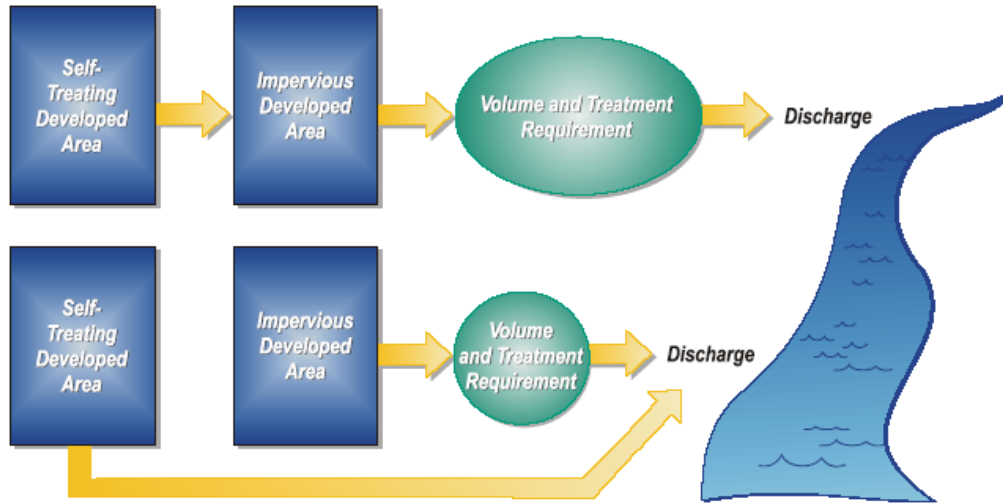 Self-
Treating
Developed
Area
Impervious
Developed
Area
Volume and Treatment
Requirement
Discharge
Self-
Treating
Developed
Area
Impervious
Developed
Area
Volume
and Treatment
Requirement
Discharge